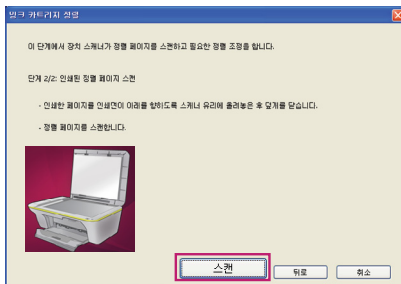 잉크 카트리지 정렬
이 단계에서 장치 스캐너가 정렬 페이지를 스캔하고 필요한 정렬 조정을 합니다.
단계 2/2: 인쇄된 정렬 페이지 스캔
- 인쇄한 페이지를 인쇄면이 아래를 향하도록 스캐너 유리에 올려놓은 후 덮개를 닫습니다.
- 정렬 페이지를 스캔합니다.
스캔
뒤로
취소